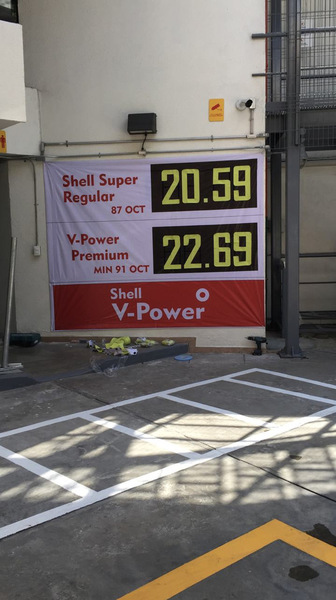 Shell Super
Regular
87 OCT
20.59
V-Power
Premium
MIN 91 OCT
22.69
Shell
V-Power